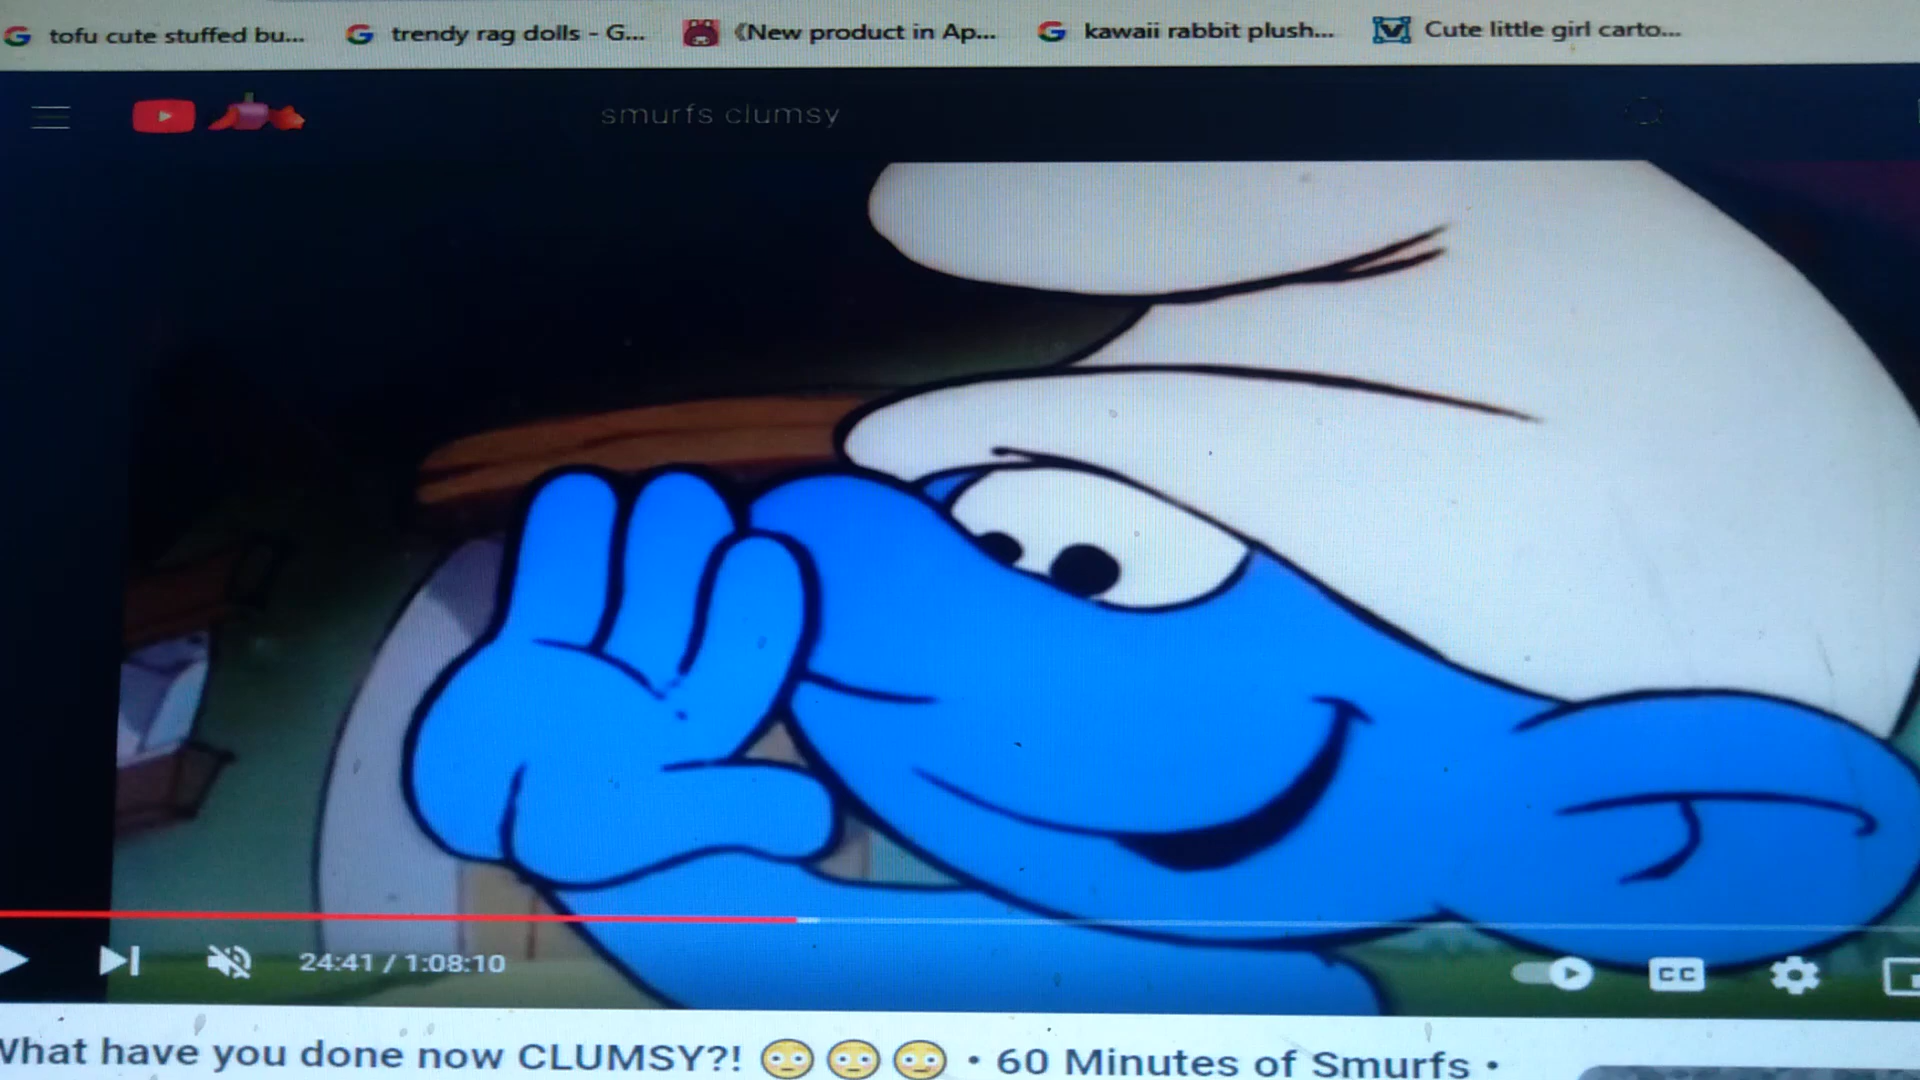 tofu cute stuffed bu... trendy rag dolls - G... 《New product in Ap... kawaii rabbit plush... Cute little girl carto...
smurfs clumsy
24:41 / 1:08:10 CC
What have you done now CLUMSY?! 😳 😳 😳 • 60 Minutes of Smurfs •